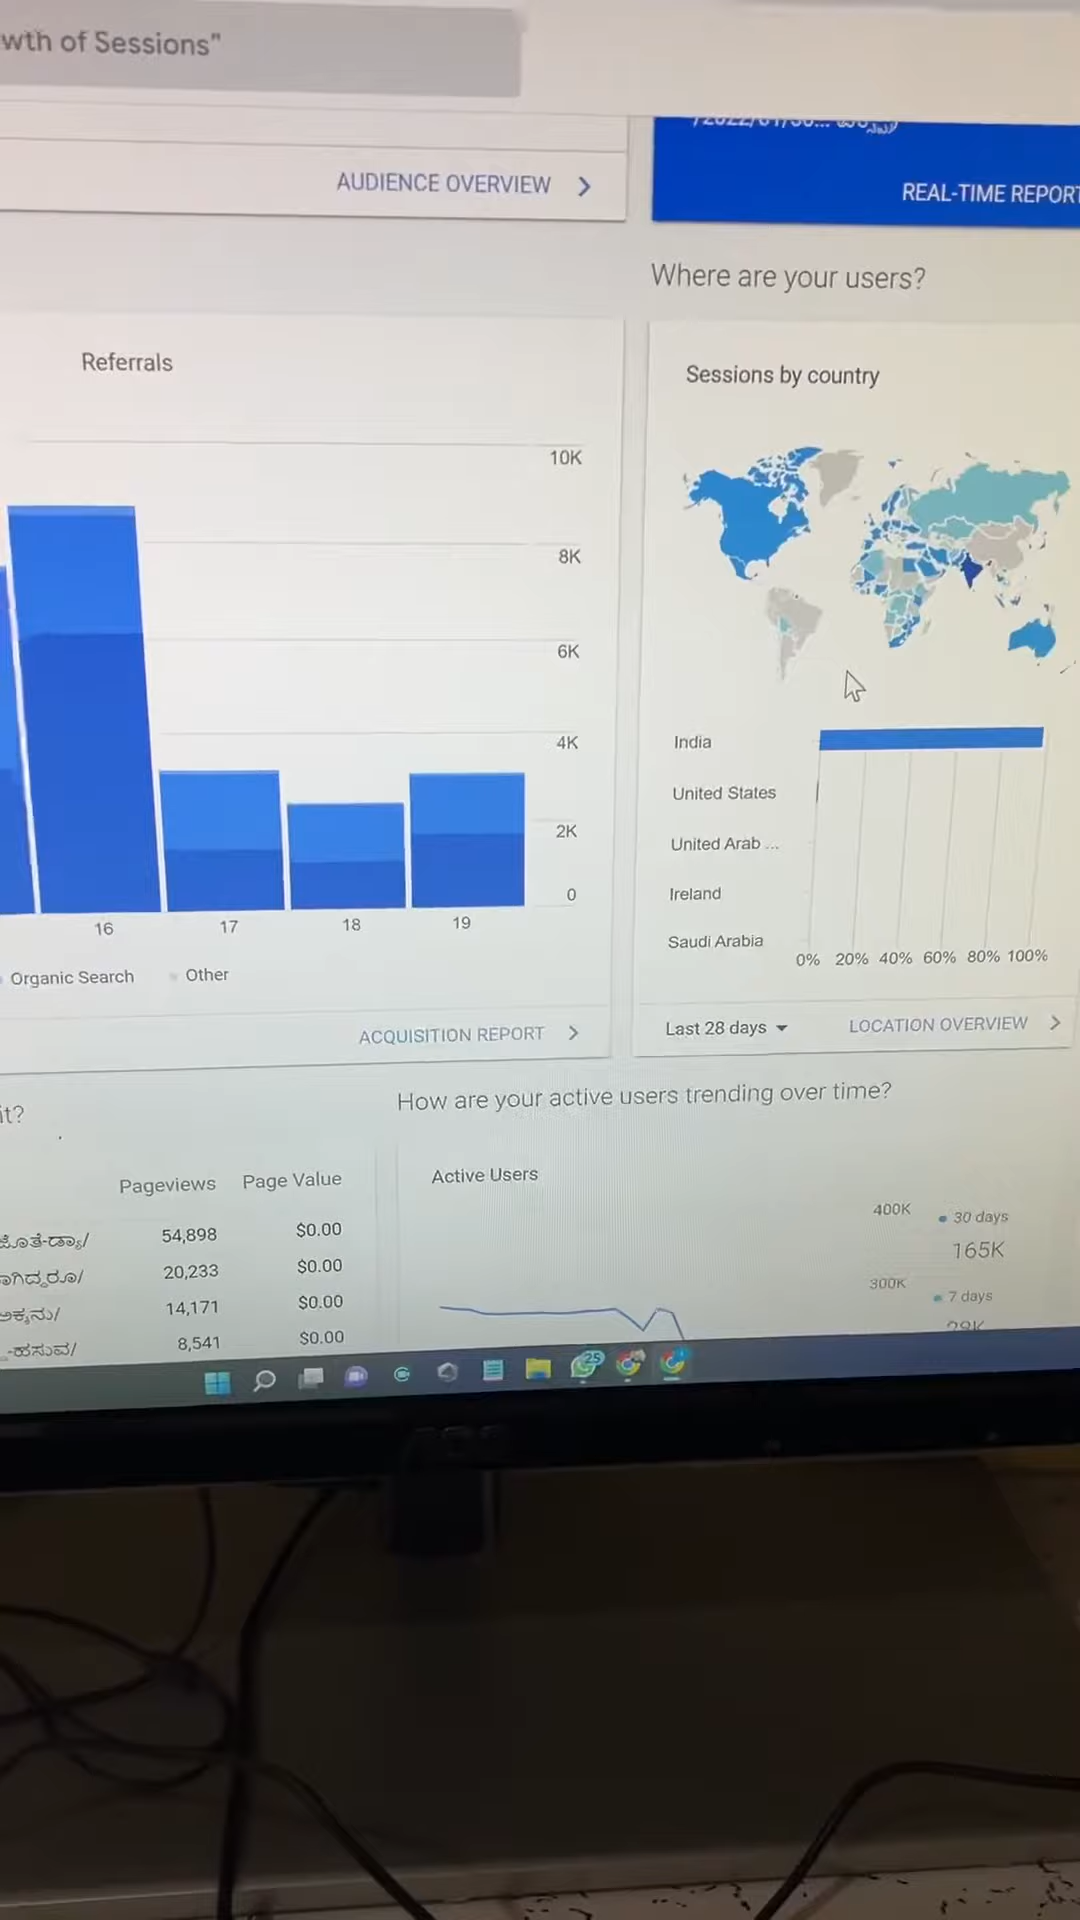 wth of Sessions"
AUDIENCE OVERVIEW
REAL-TIME REPORT
Where are your users?
Referrals
10K
8K
6K
4K
2K
0
16
17
18
19
Organic Search
Other
ACQUISITION REPORT
Sessions by country
India
United States
United Arab ...
Ireland
Saudi Arabia
0% 20% 40% 60% 80% 100%
Last 28 days
LOCATION OVERVIEW
it?
Pageviews Page Value
54,898 $0.00
20,233 $0.00
14,171 $0.00
-ಹಸುವ/ 8,541 $0.00
How are your active users trending over time?
Active Users
400K
300K
30 days
165K
7 days
25